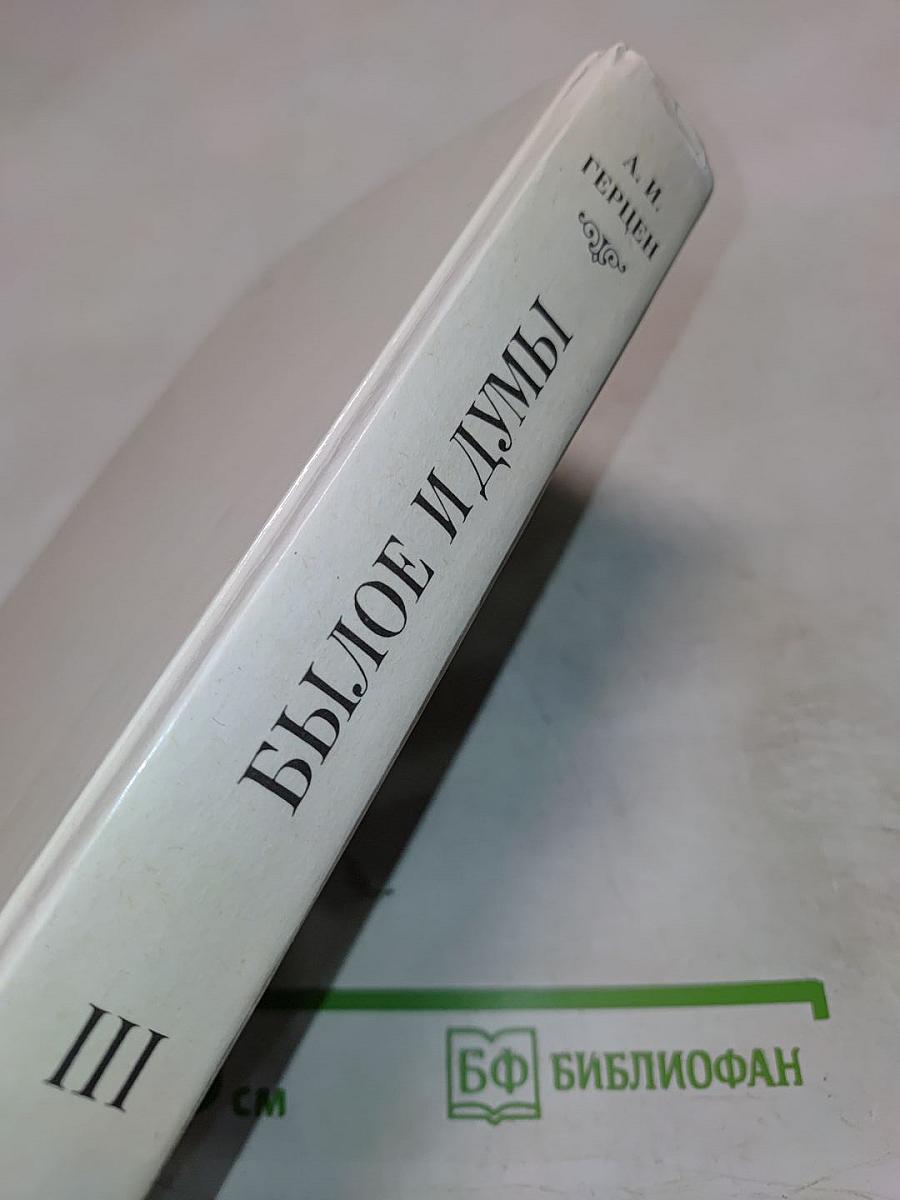 А. И.
ГЕРЦЕН
БЫЛОЕ И ДУМЫ
III
см
БФ БИБЛИОФАН